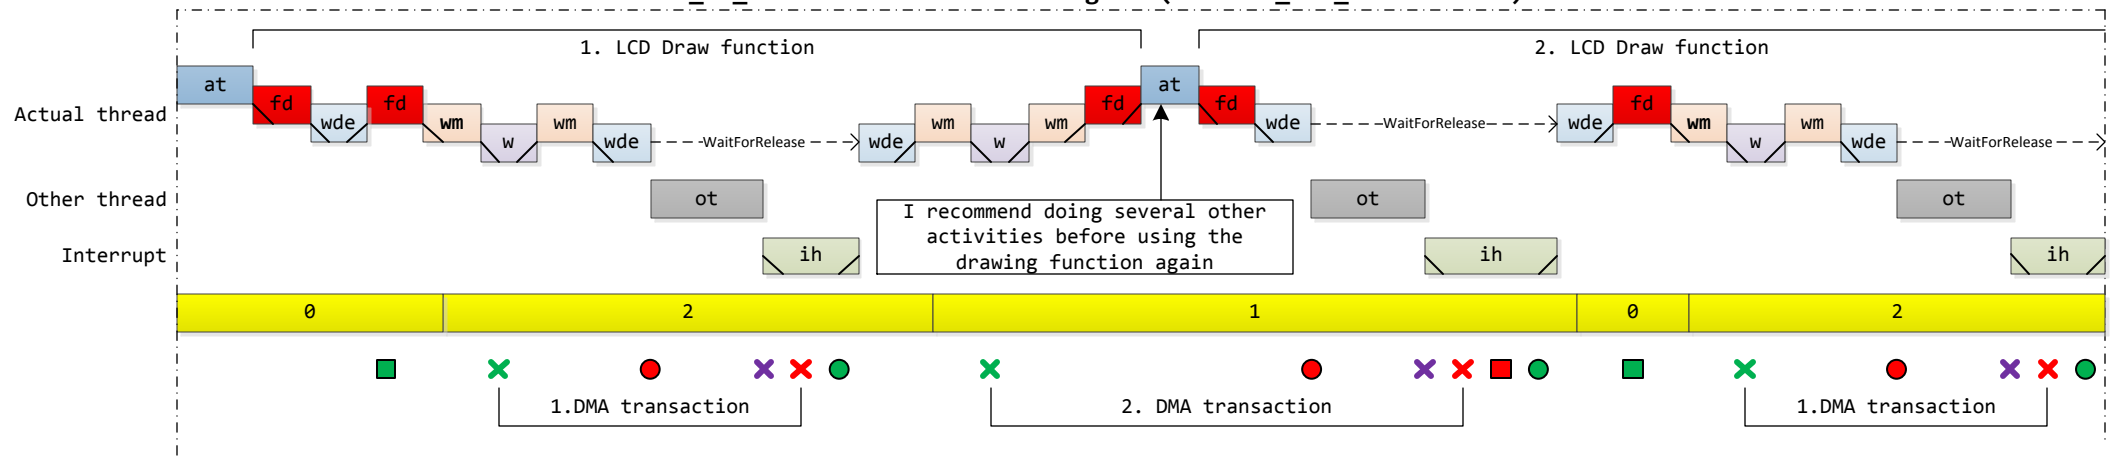 1. LCD Draw function
2. LCD Draw function
at
at
Actual thread
fd
wde
fd
wm
w
wm
wde
WaitForRelease
wde
wm
w
wm
fd
fd
wde
WaitForRelease
wde
fd
wm
w
wm
wde
WaitForRelease
Other thread
ot
ot
ot
I recommend doing several other
activities before using the
drawing function again
Interrupt
ih
ih
ih
0
2
1
0
2
1.DMA transaction
2. DMA transaction
1.DMA transaction